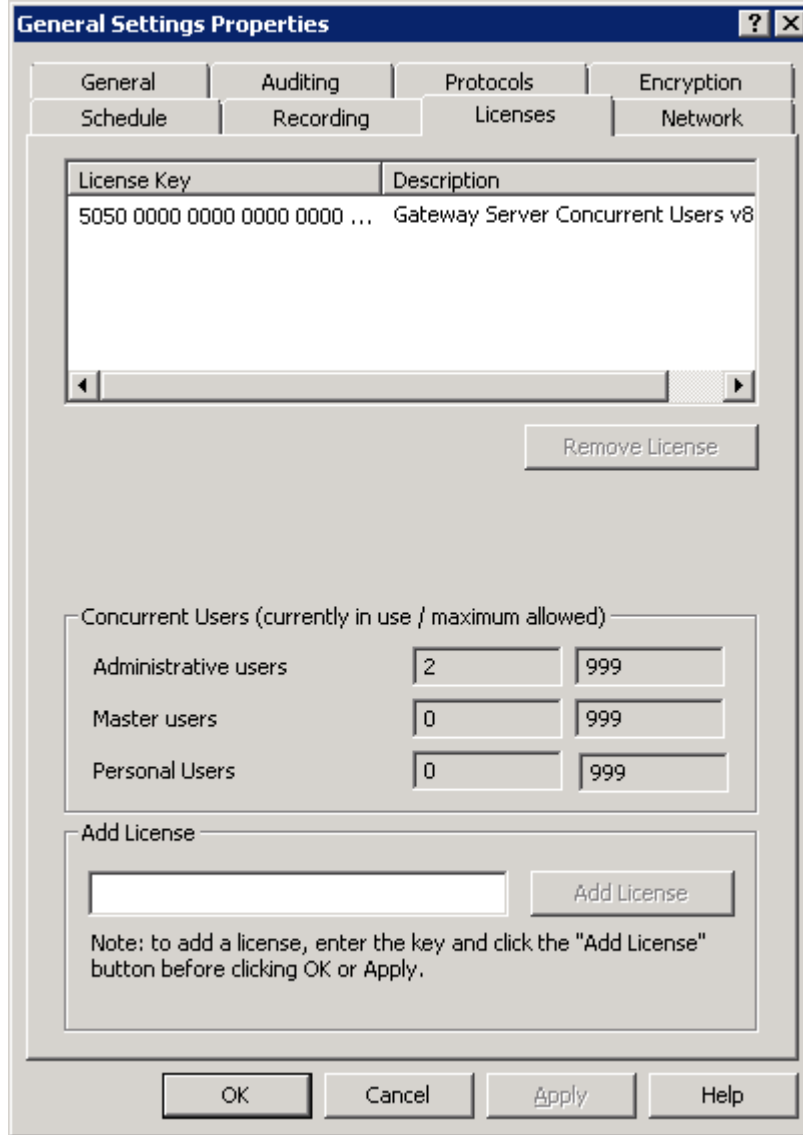 General Settings Properties
General Auditing Protocols Encryption
Schedule Recording Licenses Network
License Key Description
5050 0000 0000 0000 0000 ... Gateway Server Concurrent Users v8
Remove License
Concurrent Users (currently in use / maximum allowed)
Administrative users 2 999
Master users 0 999
Personal Users 0 999
Add License
Add License
Note: to add a license, enter the key and click the "Add License"
button before clicking OK or Apply.
OK Cancel Apply Help